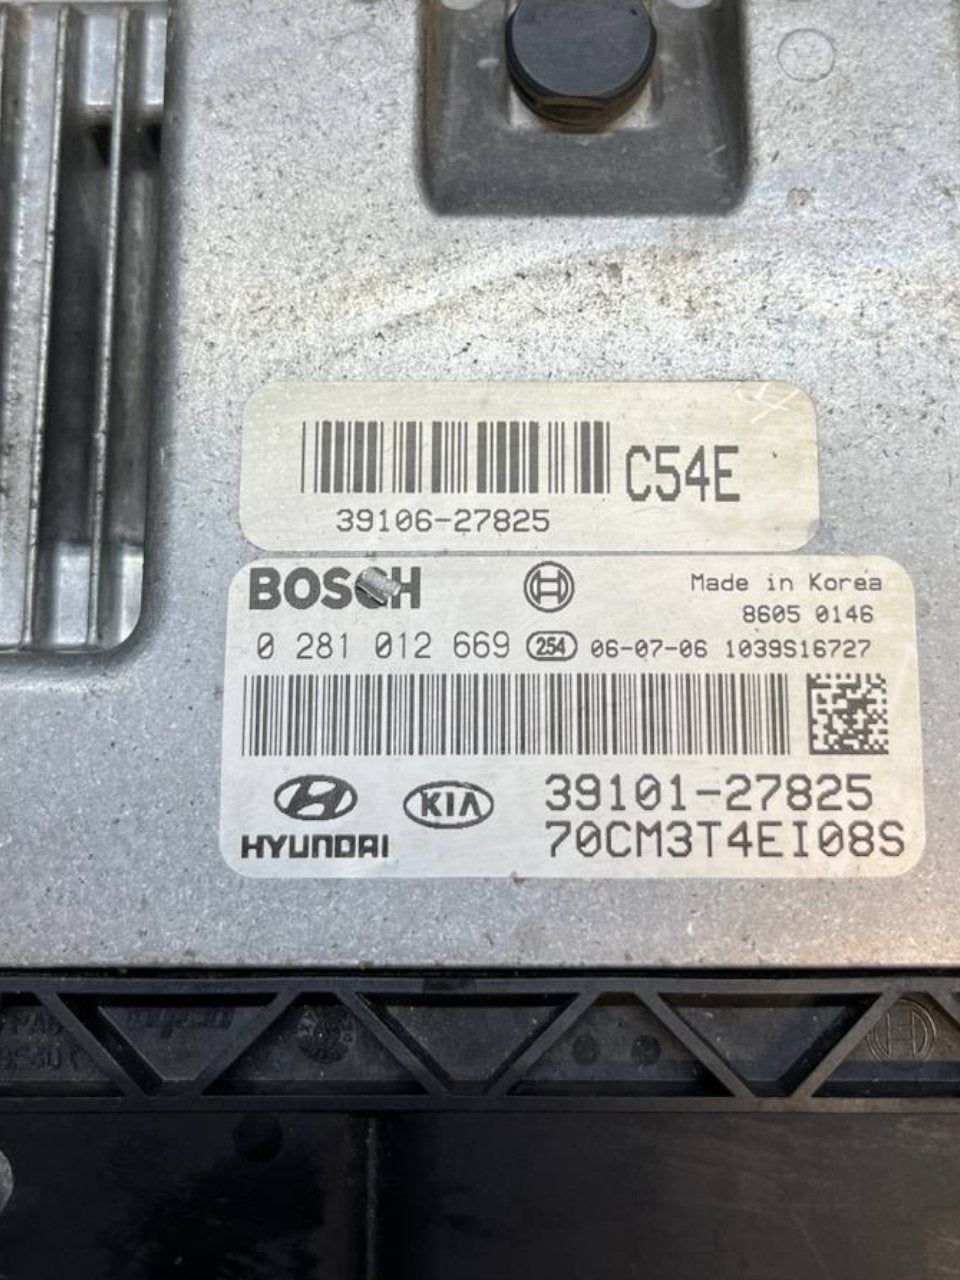 C54E
39106-27825
BOSCH
Made in Korea
8605 0146
0 281 012 669 254 06-07-06 1039S16727
39101-27825
HYUNDAI KIA 70CM3T4EI08S